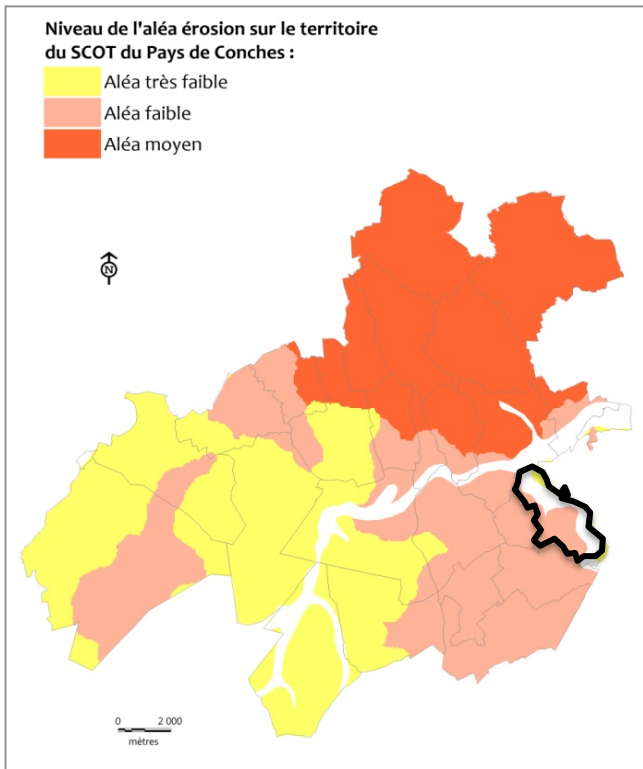 Niveau de l'aléa érosion sur le territoire
du SCOT du Pays de Conches :
Aléa très faible
Aléa faible
Aléa moyen
N
0 2 000
mètres